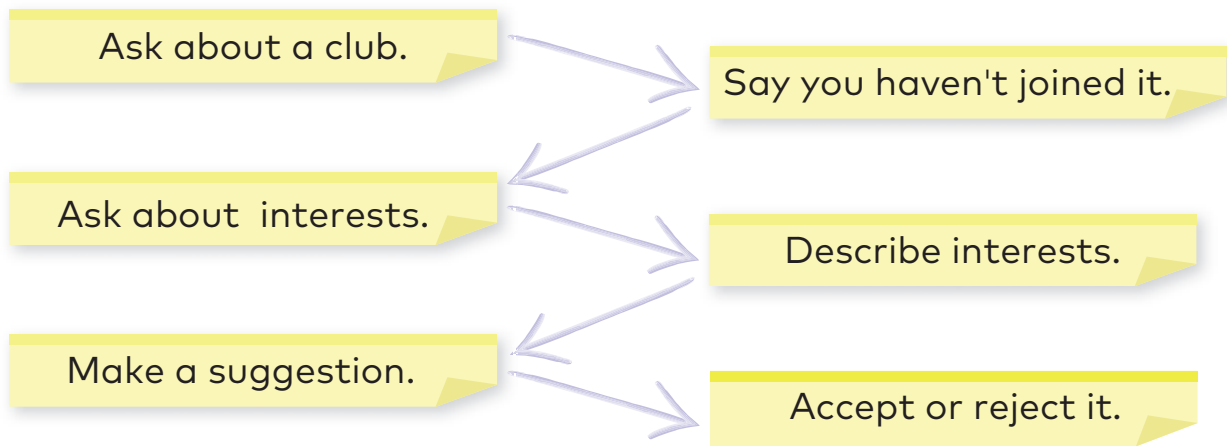 Ask about a club.
Say you haven't joined it.
Ask about  interests.
Describe interests.
Make a suggestion.
Accept or reject it.